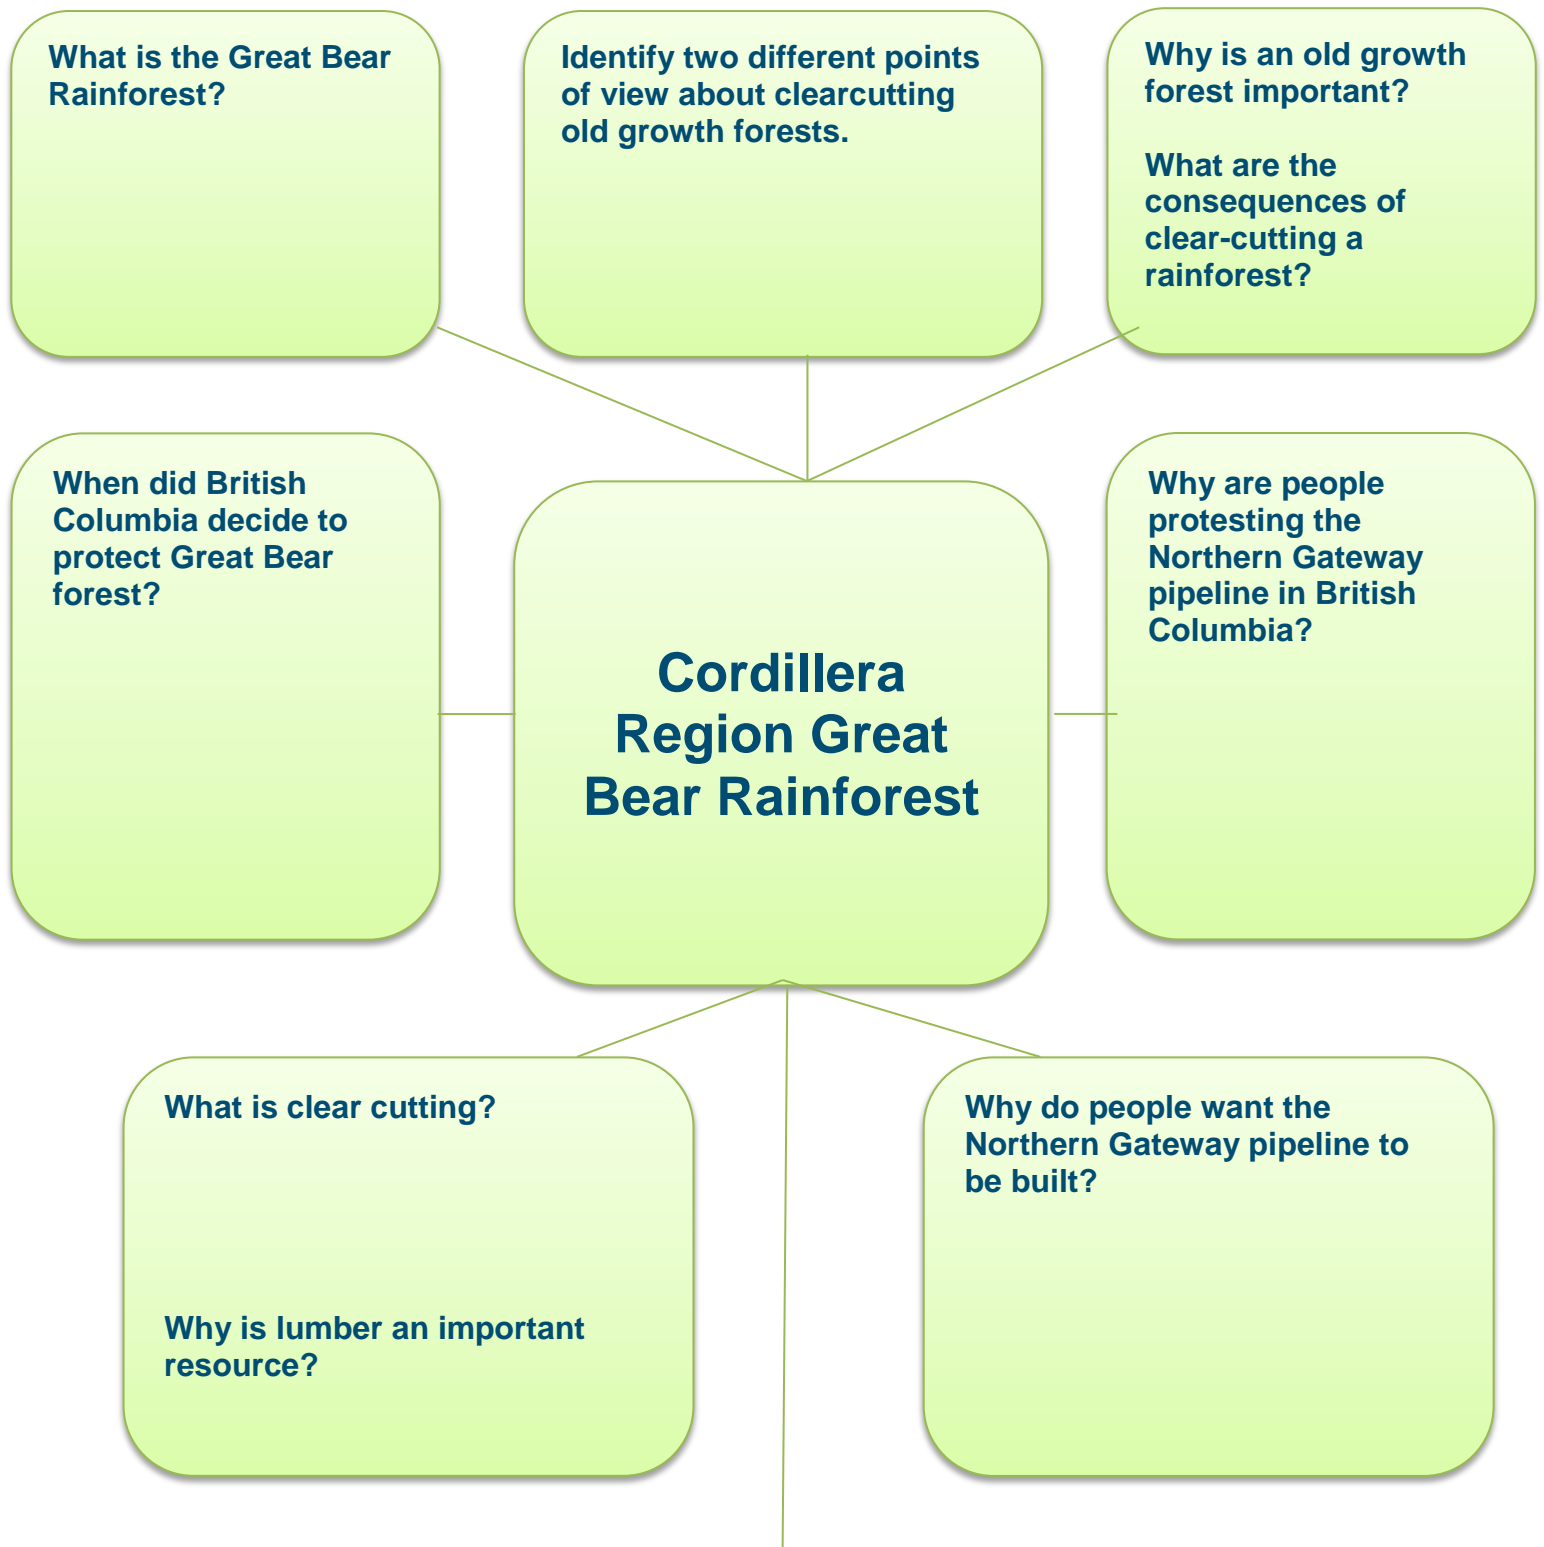 What is the Great Bear
Rainforest?
Identify two different points
of view about clearcutting
old growth forests.
Why is an old growth
forest important?
What are the
consequences of
clear-cutting a
rainforest?
When did British
Columbia decide to
protect Great Bear
forest?
Cordillera
Region Great
Bear Rainforest
Why are people
protesting the
Northern Gateway
pipeline in British
Columbia?
What is clear cutting?
Why is lumber an important
resource?
Why do people want the
Northern Gateway pipeline to
be built?